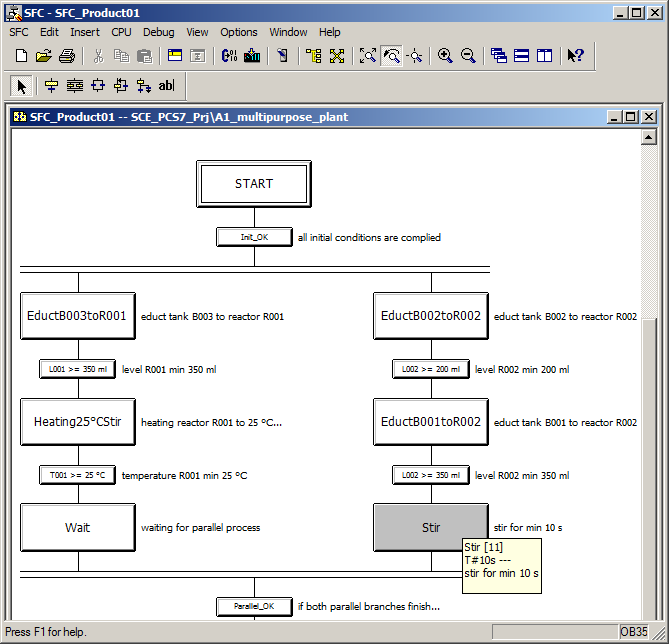 SFC - SFC_Product01
SFC Edit Insert CPU Debug View Options Window Help
abl
SFC_Product01 -- SCE_PCS7_Prj\A1_multipurpose_plant
START
Init_OK all initial conditions are complied
EductB003toR001 educt tank B003 to reactor R001 EductB002toR002 educt tank B002 to reactor R002
L001 >= 350 ml level R001 min 350 ml L002 >= 200 ml level R002 min 200 ml
Heating25°CStir heating reactor R001 to 25 ºC... EductB001toR002 educt tank B001 to reactor R002
T001 >= 25 ºC temperature R001 min 25 ºC L002 >= 350 ml level R002 min 350 ml
Wait waiting for parallel process Stir stir for min 10 s
Stir [11]
T#10s ---
stir for min 10 s
Parallel_OK if both parallel branches finish...
Press F1 for help. OB35